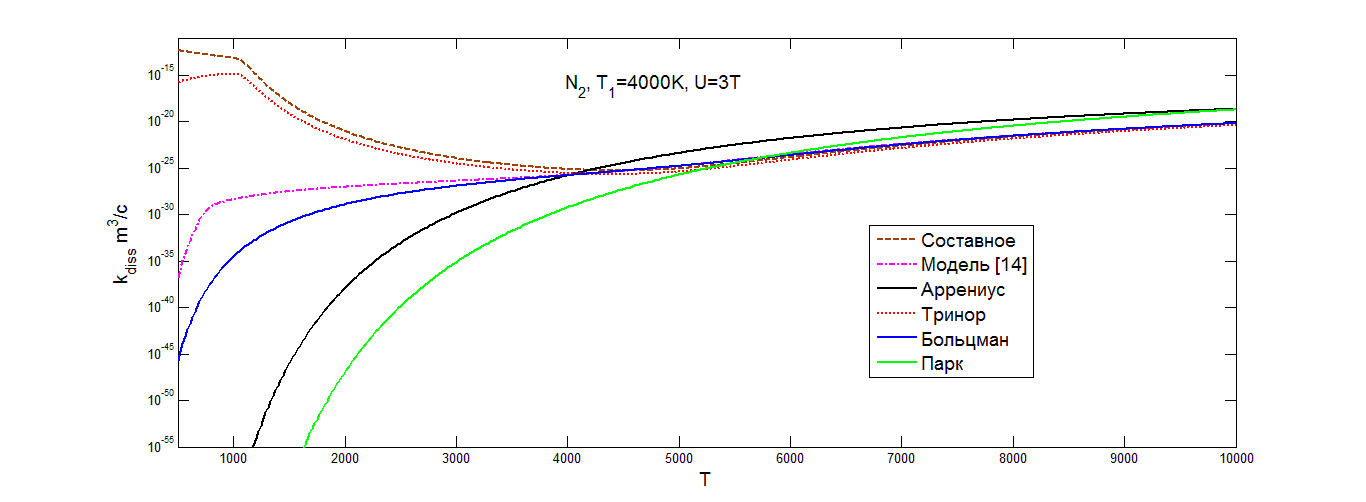 N₂, T₁=4000K, U=3T
k_diss m³/c
10⁻¹⁵
10⁻²⁰
10⁻²⁵
10⁻³⁰
10⁻³⁵
10⁻⁴⁰
10⁻⁴⁵
10⁻⁵⁰
10⁻⁵⁵
Составное
Модель [14]
Аррениус
Тринор
Больцман
Парк
1000 2000 3000 4000 5000 6000 7000 8000 9000 10000
T